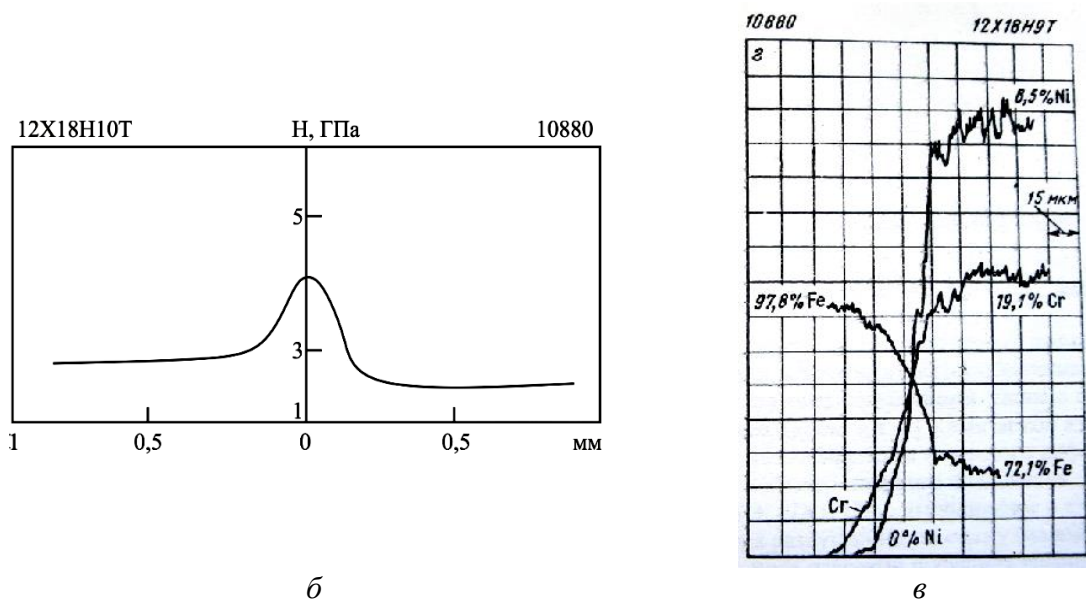 12Х18Н10Т Н, ГПа 10880
5
3
1
1 0,5 0 0,5 мм
б
10880 12Х18Н9Т
г
8,5%Ni
15 мкм
97,8%Fe
19,1% Cr
72,1%Fe
Cr
0% Ni
в